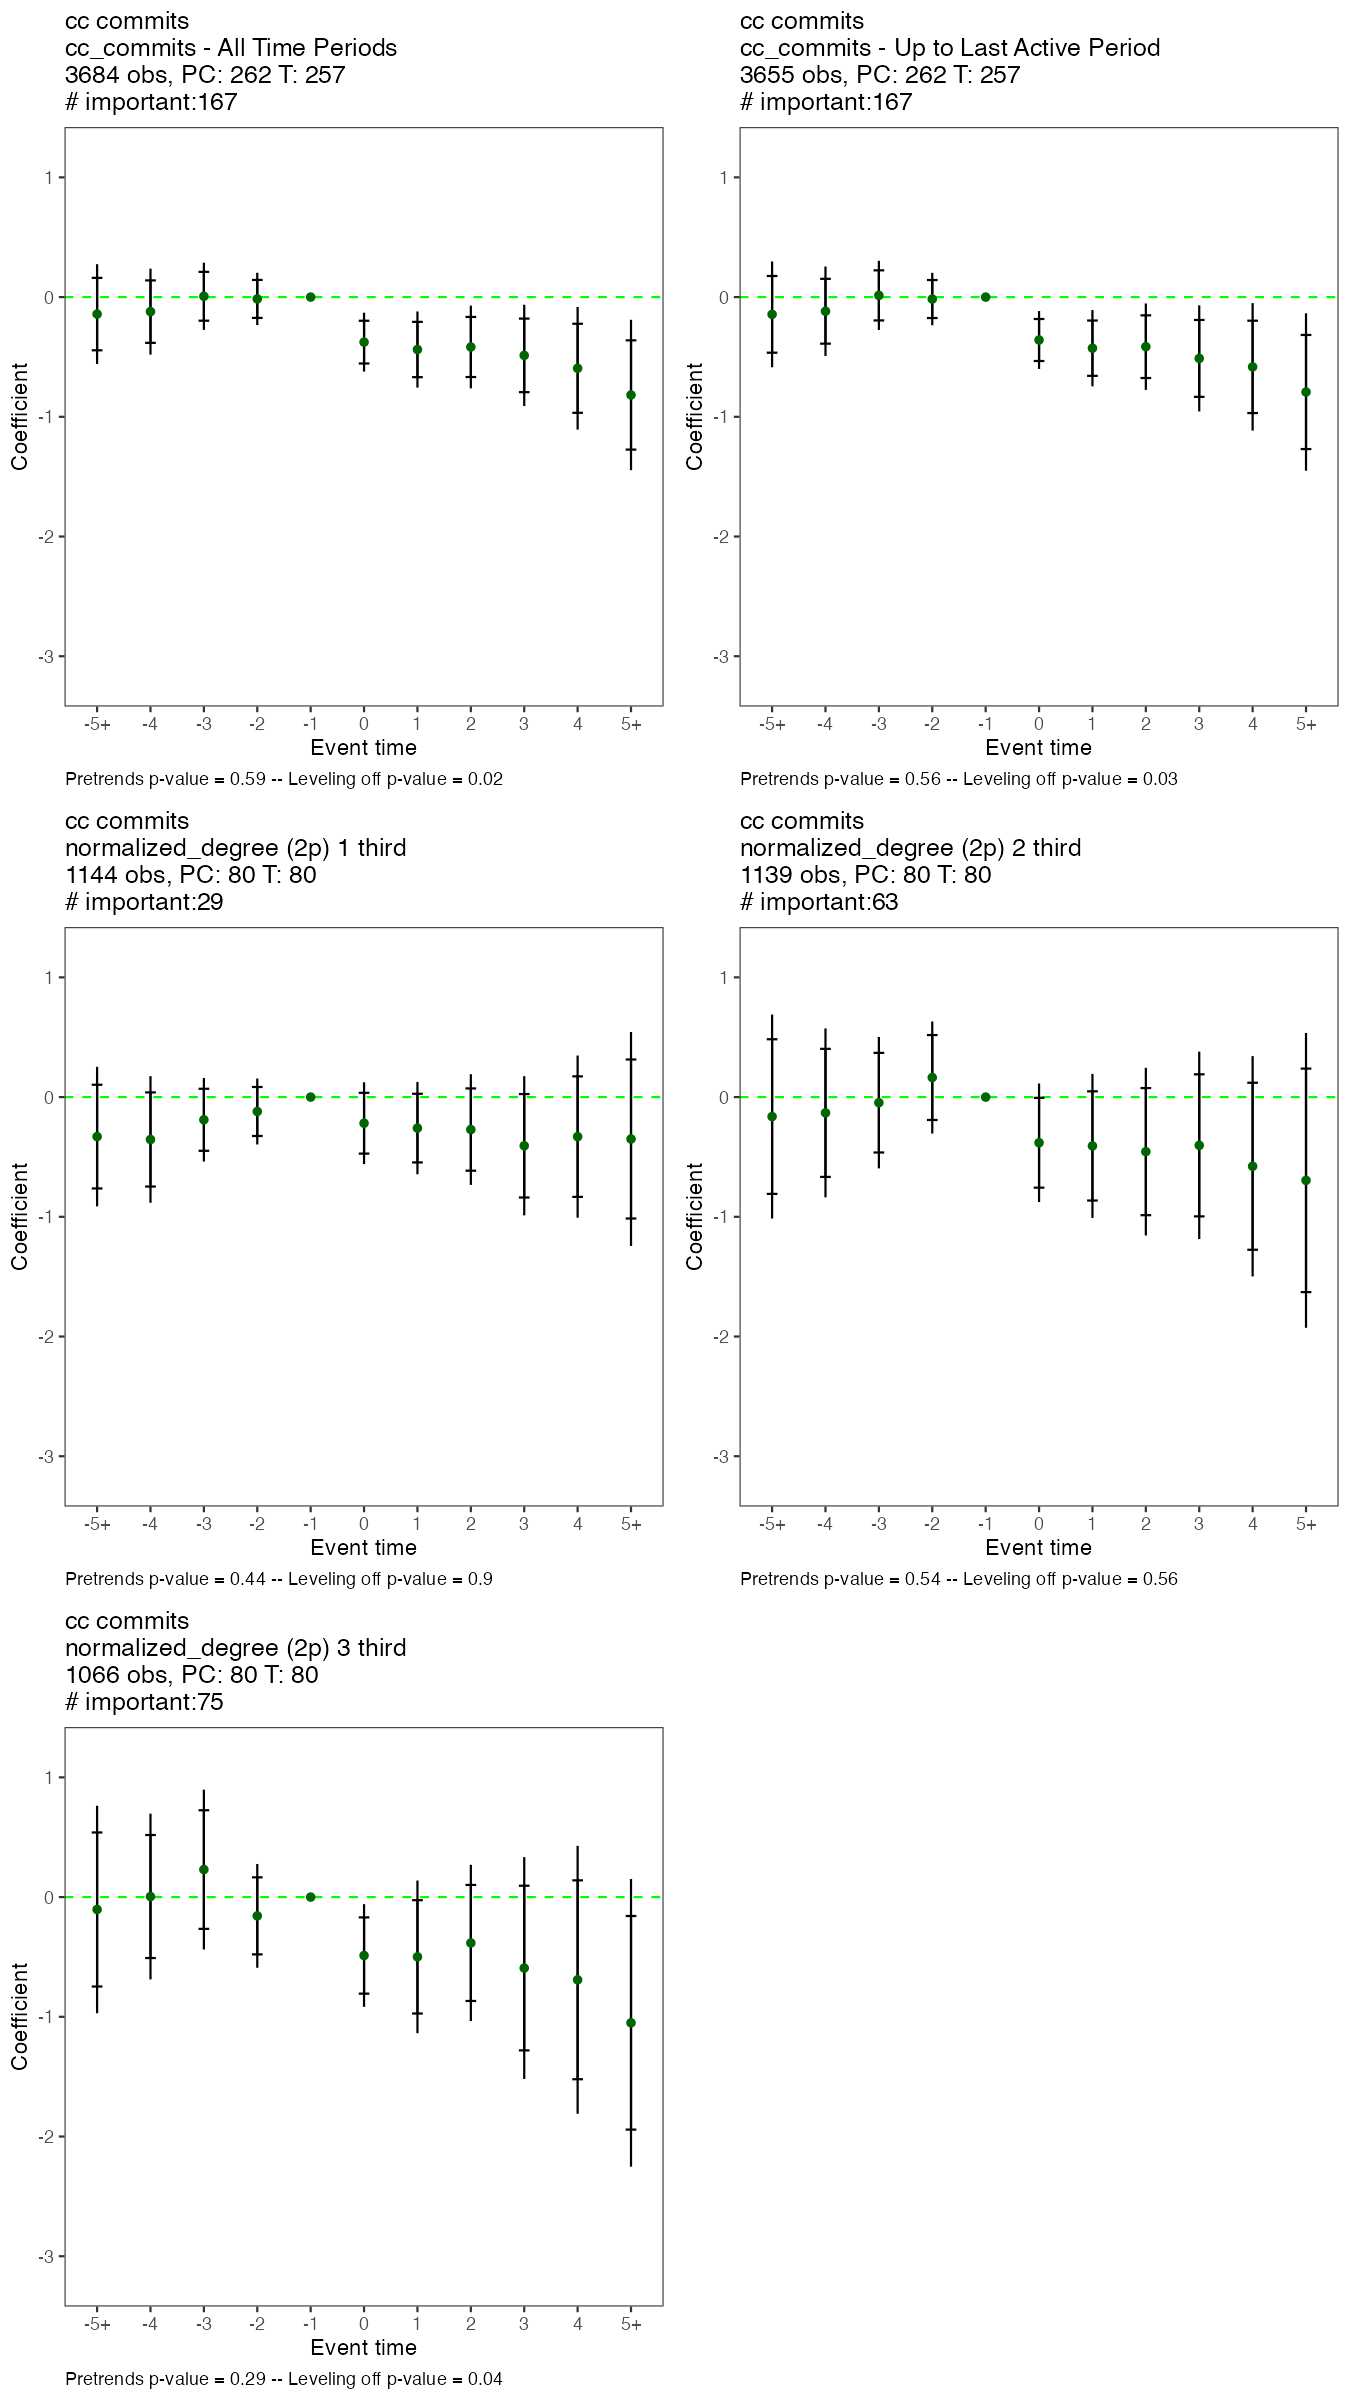 cc commits
cc_commits - All Time Periods
3684 obs, PC: 262 T: 257
# important:167
1
0
-1
-2
-3
Coefficient
-5+ -4 -3 -2 -1 0 1 2 3 4 5+
Event time
Pretrends p-value = 0.59 -- Leveling off p-value = 0.02
cc commits
cc_commits - Up to Last Active Period
3655 obs, PC: 262 T: 257
# important:167
1
0
-1
-2
-3
Coefficient
-5+ -4 -3 -2 -1 0 1 2 3 4 5+
Event time
Pretrends p-value = 0.56 -- Leveling off p-value = 0.03
cc commits
normalized_degree (2p) 1 third
1144 obs, PC: 80 T: 80
# important:29
1
0
-1
-2
-3
Coefficient
-5+ -4 -3 -2 -1 0 1 2 3 4 5+
Event time
Pretrends p-value = 0.44 -- Leveling off p-value = 0.9
cc commits
normalized_degree (2p) 2 third
1139 obs, PC: 80 T: 80
# important:63
1
0
-1
-2
-3
Coefficient
-5+ -4 -3 -2 -1 0 1 2 3 4 5+
Event time
Pretrends p-value = 0.54 -- Leveling off p-value = 0.56
cc commits
normalized_degree (2p) 3 third
1066 obs, PC: 80 T: 80
# important:75
1
0
-1
-2
-3
Coefficient
-5+ -4 -3 -2 -1 0 1 2 3 4 5+
Event time
Pretrends p-value = 0.29 -- Leveling off p-value = 0.04